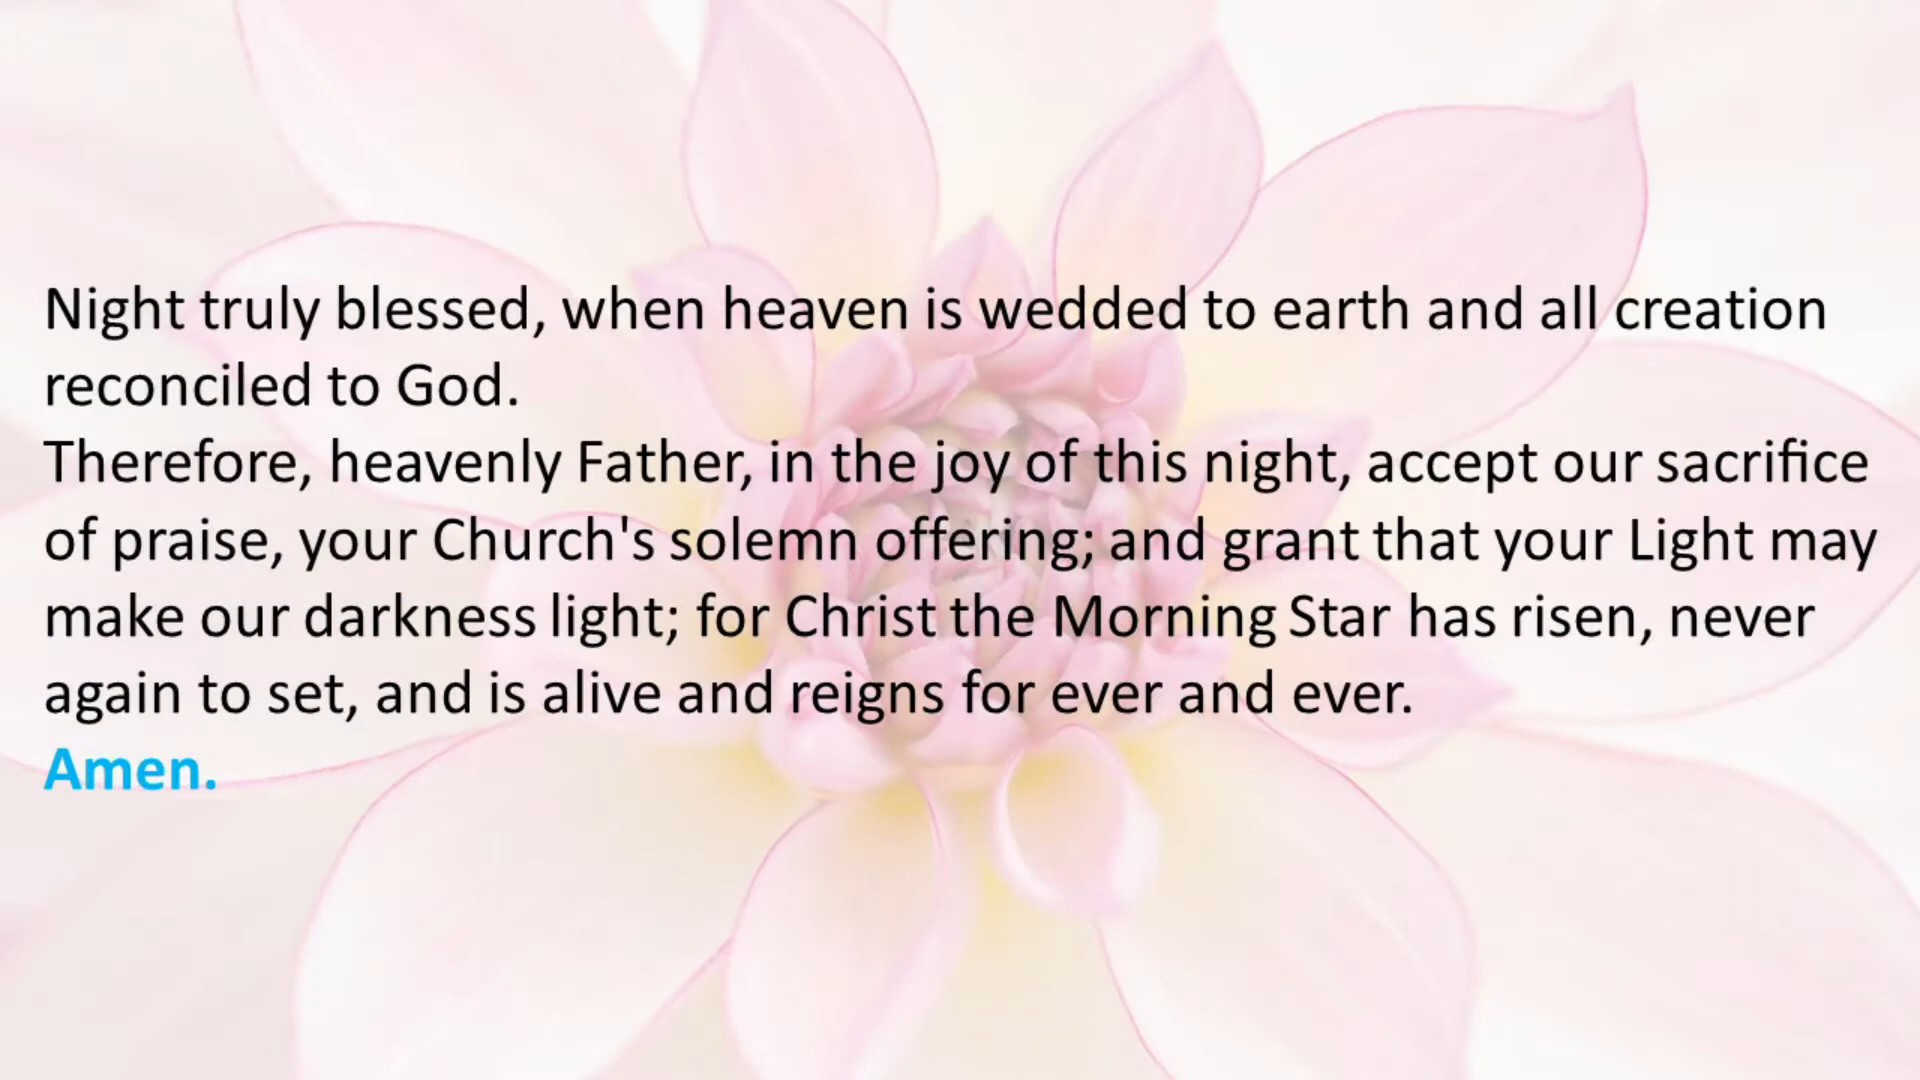 Night truly blessed, when heaven is wedded to earth and all creation
reconciled to God.
Therefore, heavenly Father, in the joy of this night, accept our sacrifice
of praise, your Church's solemn offering; and grant that your Light may
make our darkness light; for Christ the Morning Star has risen, never
again to set, and is alive and reigns for ever and ever.
Amen.